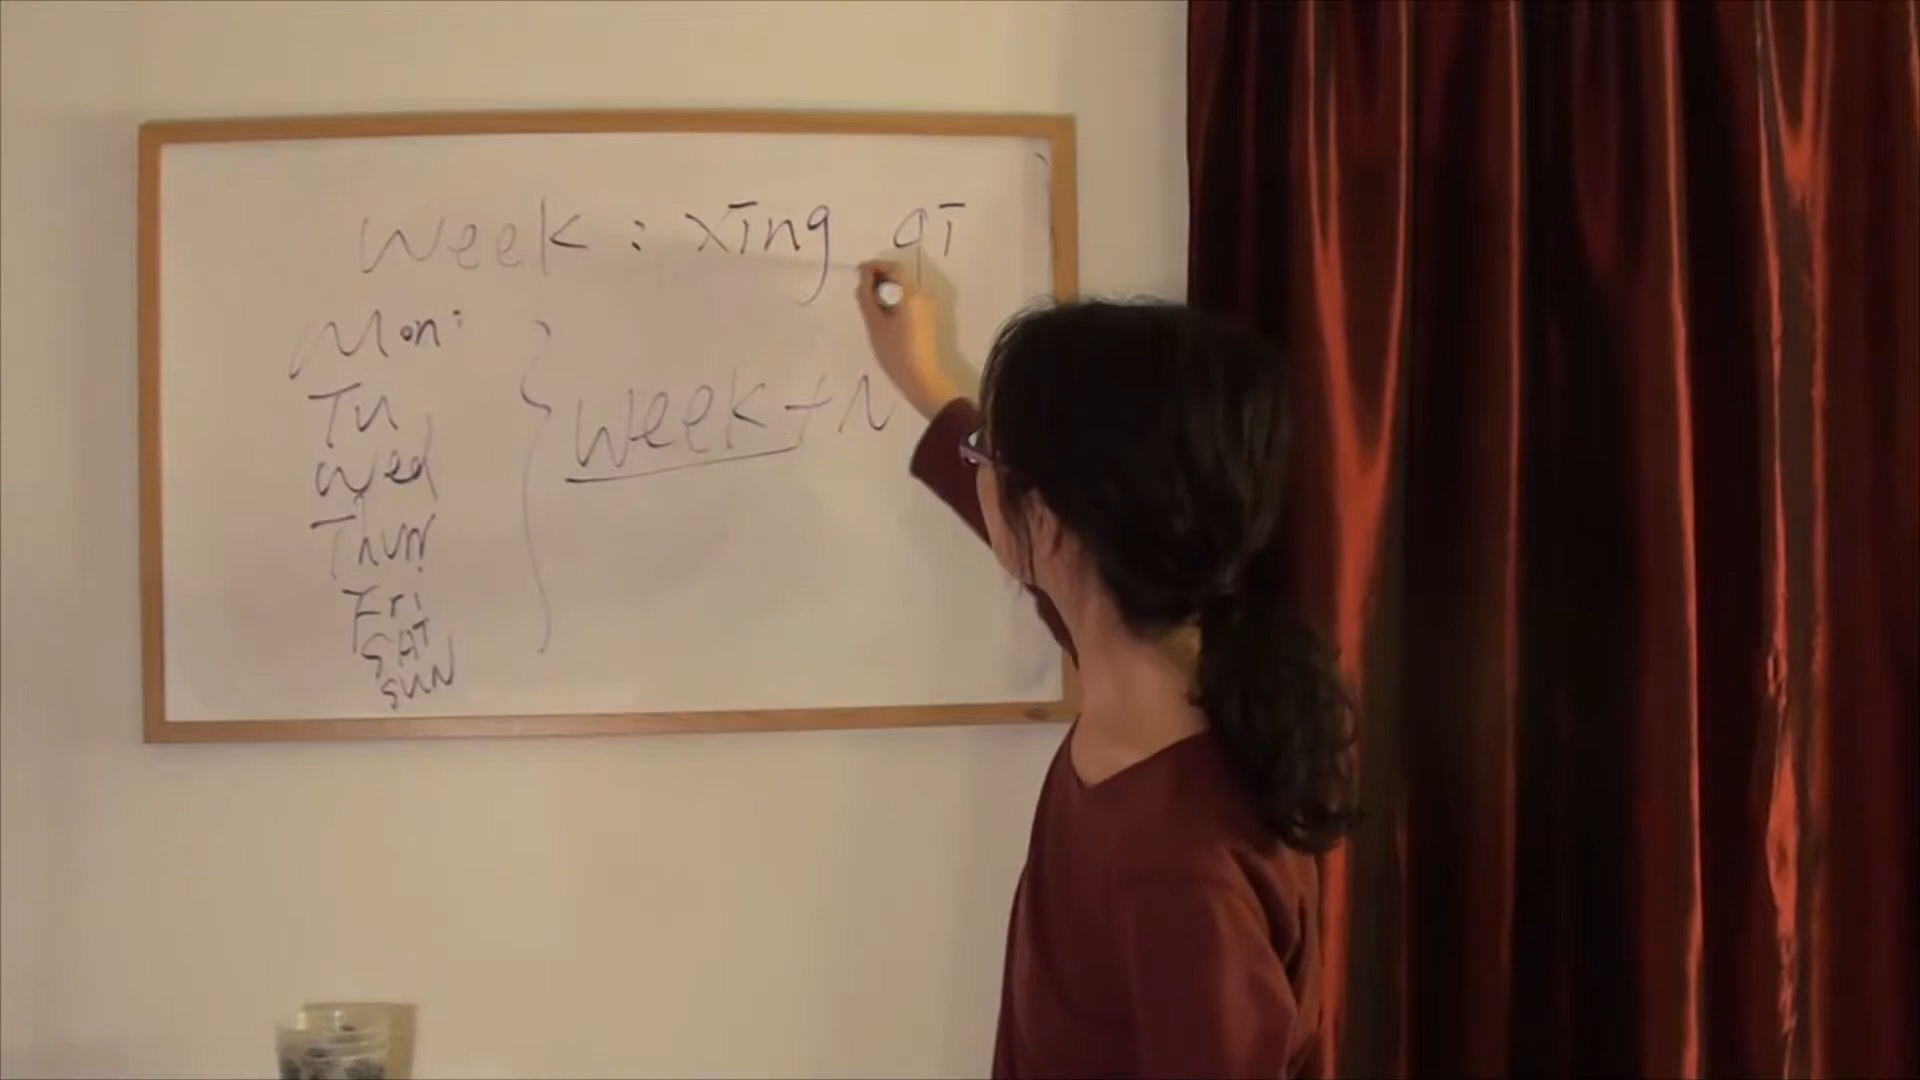 Week : xīng qī
Mon:
Tu
Wed
Thur
Fri
SAT
SUN
Week + N